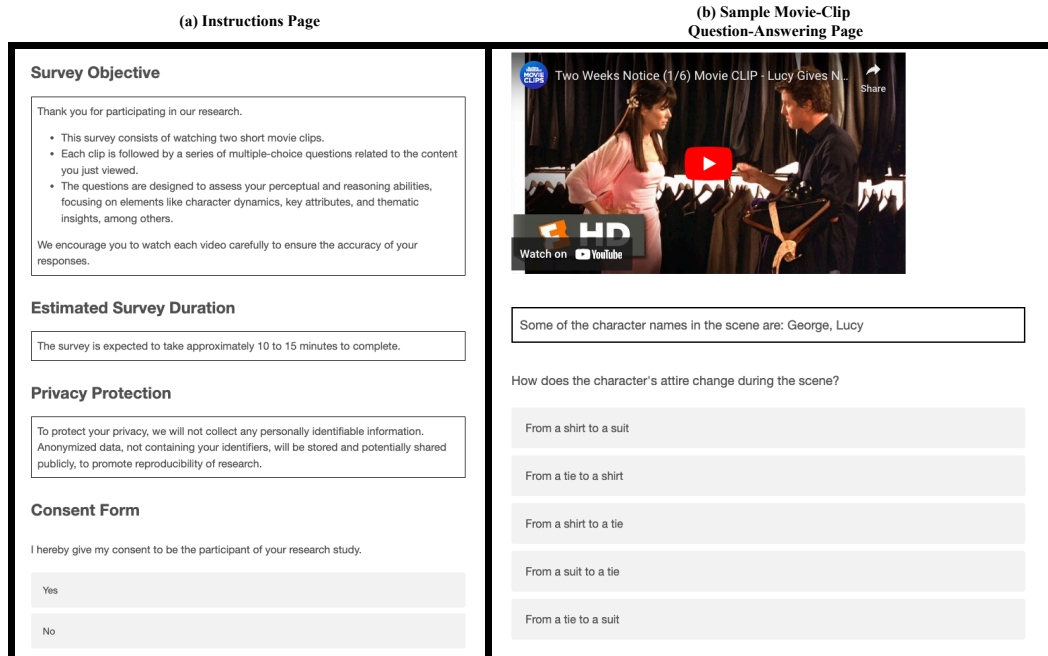 (a) Instructions Page
(b) Sample Movie-Clip
Question-Answering Page
Survey Objective
Thank you for participating in our research.
• This survey consists of watching two short movie clips.
• Each clip is followed by a series of multiple-choice questions related to the content
you just viewed.
• The questions are designed to assess your perceptual and reasoning abilities,
focusing on elements like character dynamics, key attributes, and thematic
insights, among others.
We encourage you to watch each video carefully to ensure the accuracy of your
responses.
Estimated Survey Duration
The survey is expected to take approximately 10 to 15 minutes to complete.
Privacy Protection
To protect your privacy, we will not collect any personally identifiable information.
Anonymized data, not containing your identifiers, will be stored and potentially shared
publicly, to promote reproducibility of research.
Consent Form
I hereby give my consent to be the participant of your research study.
Yes
No
MOVIE
CLIPS
Two Weeks Notice (1/6) Movie CLIP - Lucy Gives N...
Share
HD
Watch on YouTube
Some of the character names in the scene are: George, Lucy
How does the character's attire change during the scene?
From a shirt to a suit
From a tie to a shirt
From a shirt to a tie
From a suit to a tie
From a tie to a suit